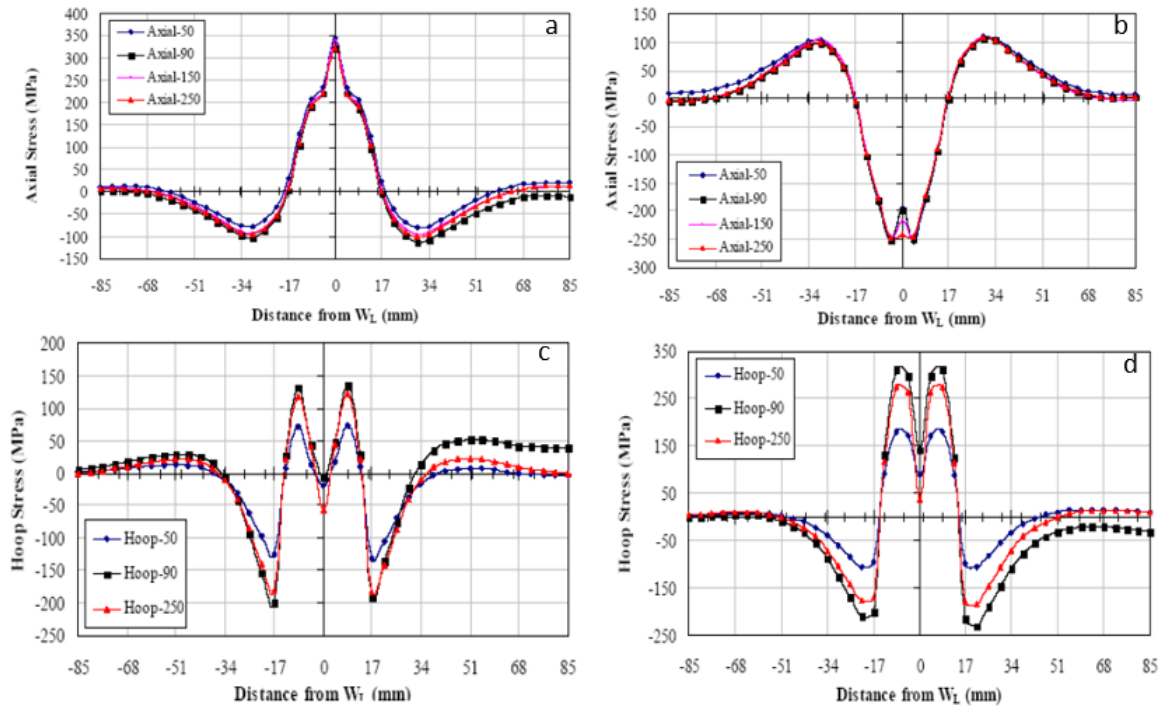 a
Axial-50
Axial-90
Axial-150
Axial-250
Axial Stress (MPa)
400
350
300
250
200
150
100
50
0
-50
-100
-150
-85 -68 -51 -34 -17 0 17 34 51 68 85
Distance from WL (mm)
b
Axial-50
Axial-90
Axial-150
Axial-250
Axial Stress (MPa)
150
100
50
0
-50
-100
-150
-200
-250
-300
-85 -68 -51 -34 -17 0 17 34 51 68 85
Distance from WL (mm)
c
Hoop-50
Hoop-90
Hoop-250
Hoop Stress (MPa)
200
150
100
50
0
-50
-100
-150
-200
-250
-85 -68 -51 -34 -17 0 17 34 51 68 85
Distance from WL (mm)
d
Hoop-50
Hoop-90
Hoop-250
Hoop Stress (MPa)
350
250
150
50
-50
-150
-250
-85 -68 -51 -34 -17 0 17 34 51 68 85
Distance from WL (mm)